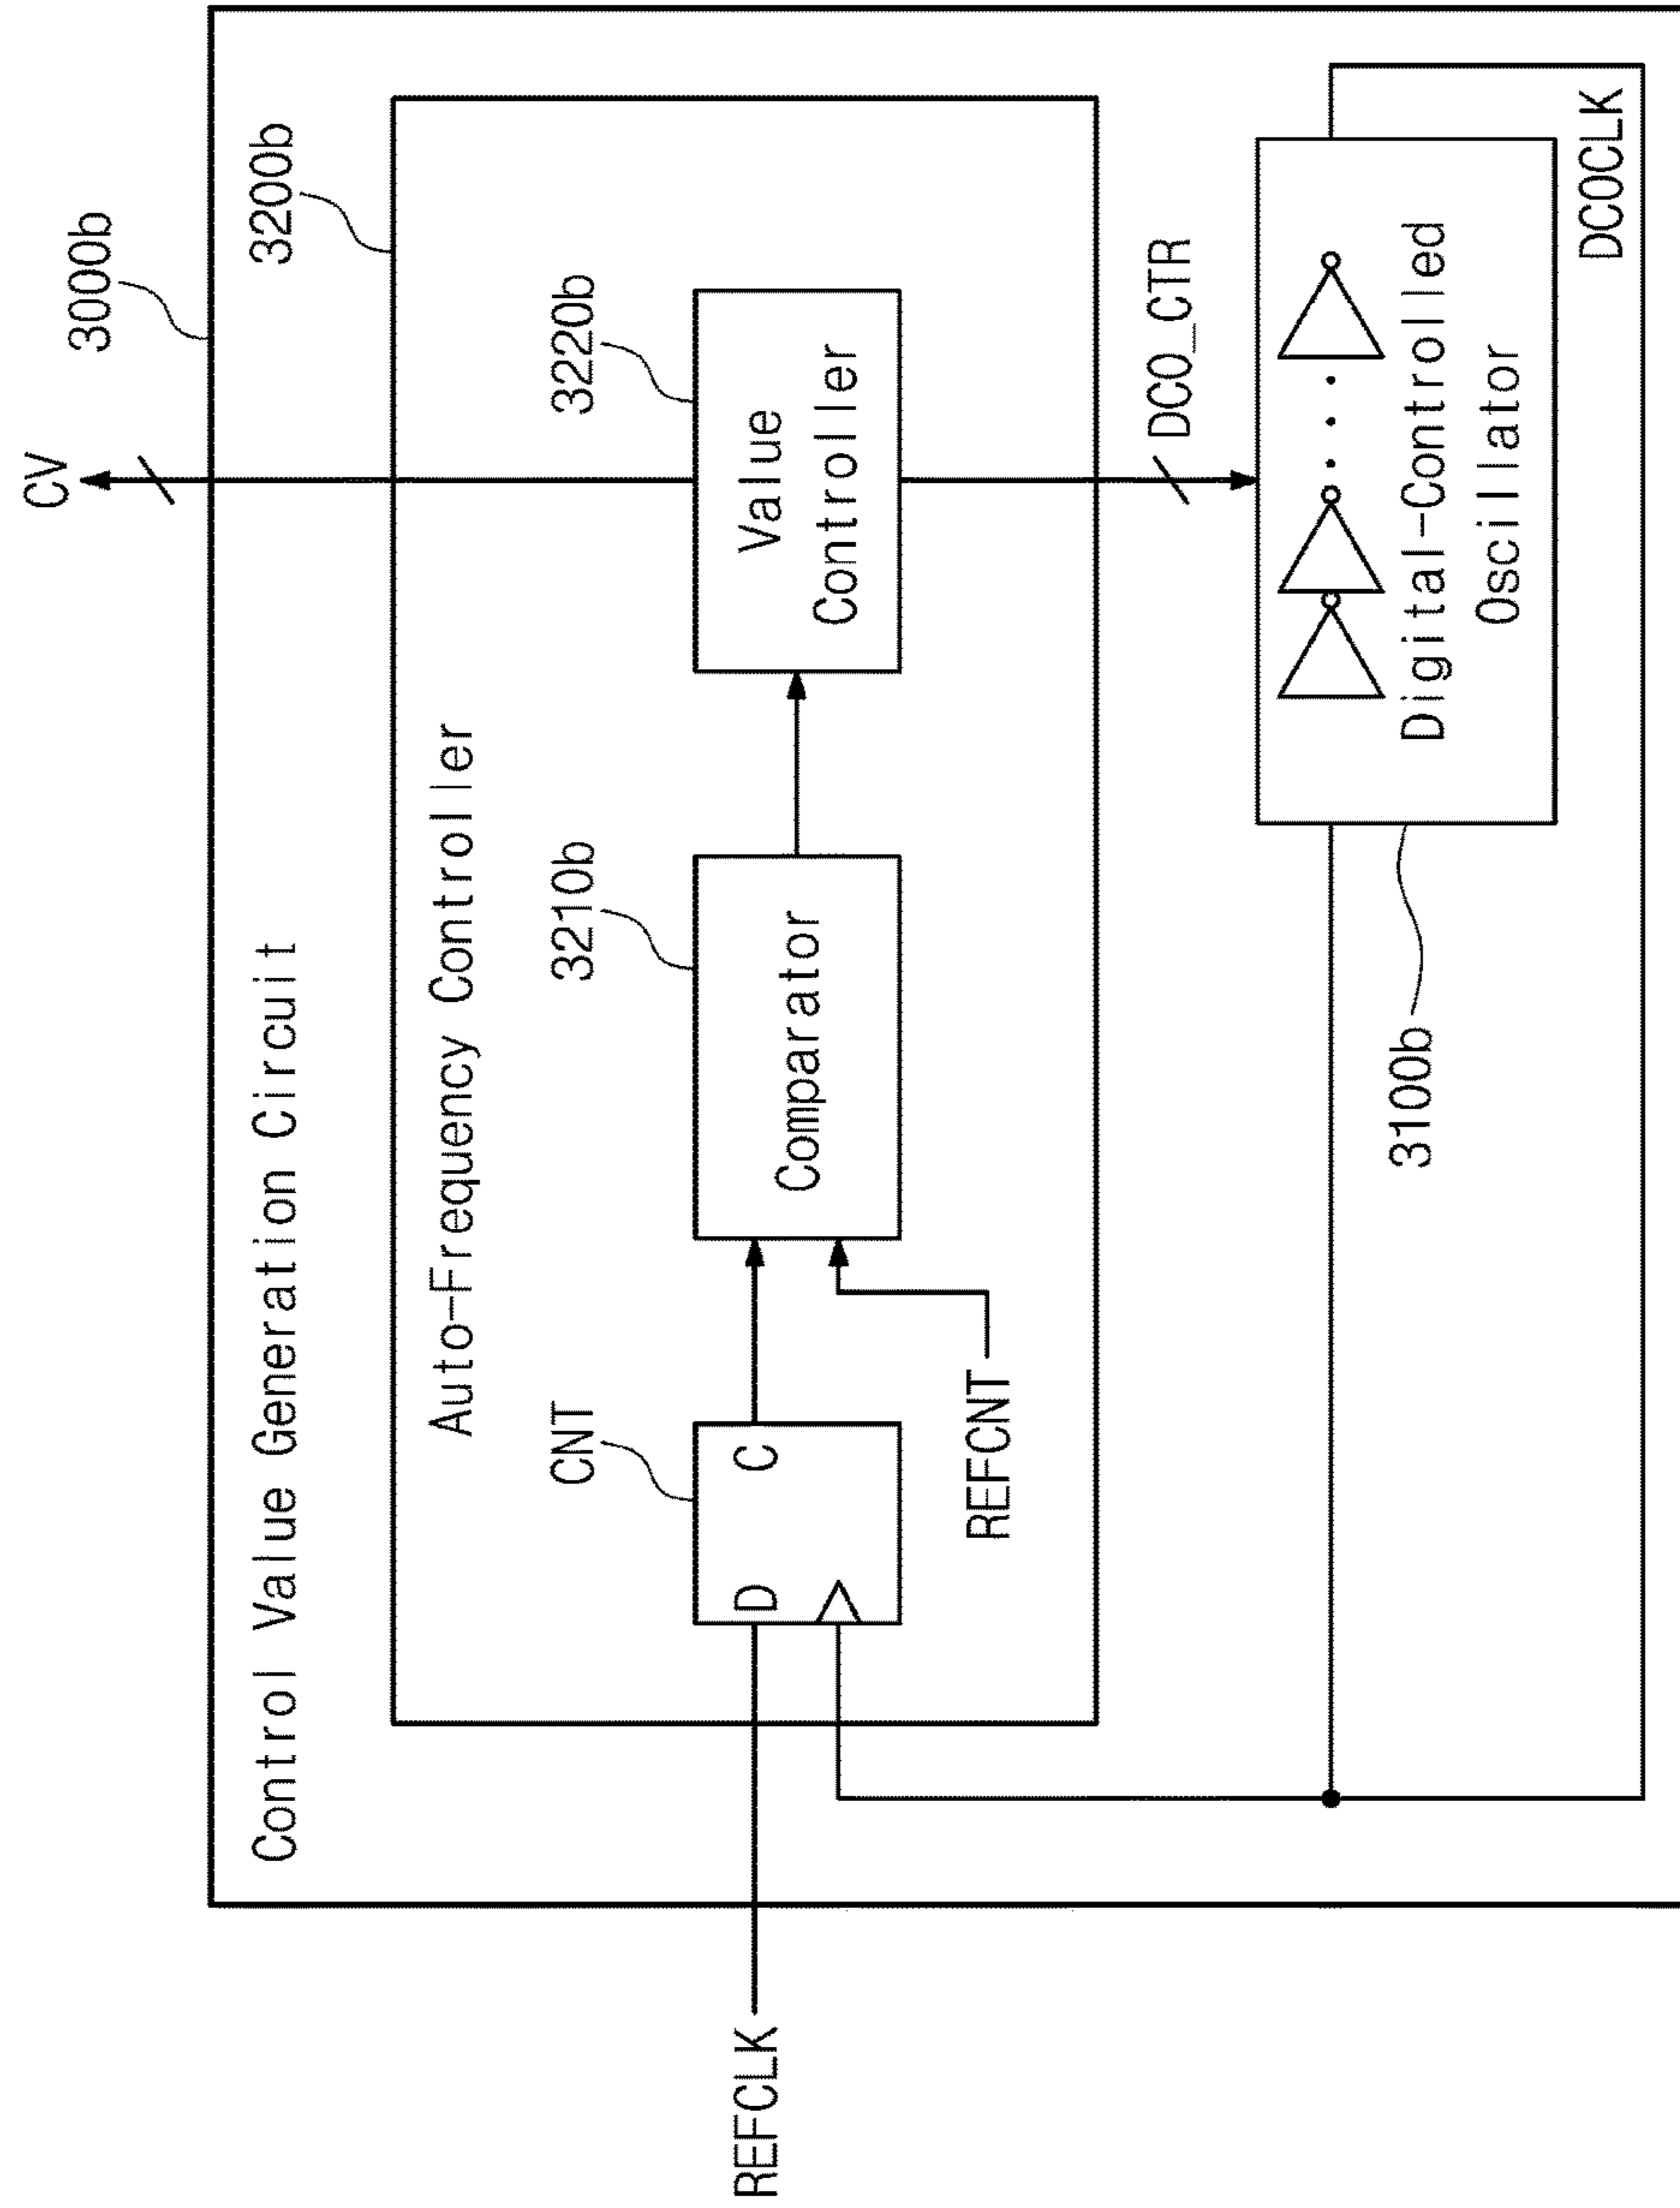 CV
3000b
Control Value Generation Circuit
3200b
Auto-Frequency Controller
CNT
3210b
3220b
D
C
Comparator
Value
Controller
REFCLK
REFCNT
DCO_CTR
3100b
Digital-Controlled
Oscillator
DCOCLK